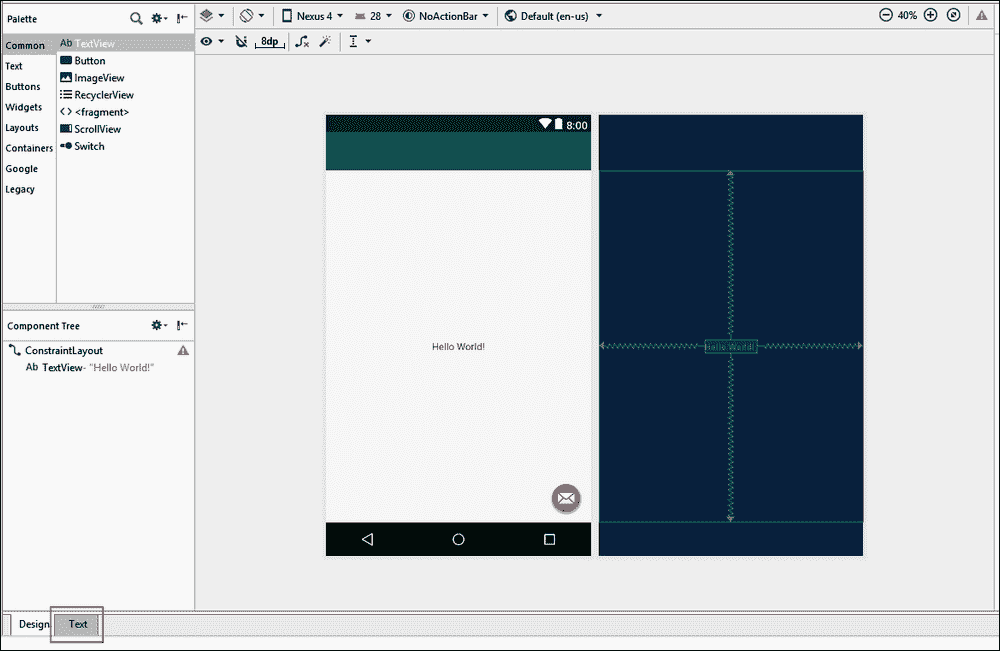 Palette
Nexus 4
28
NoActionBar
Default (en-us)
40%
8dp
Common
Text
Buttons
Widgets
Layouts
Containers
Google
Legacy
Ab TextView
Button
ImageView
RecyclerView
<fragment>
ScrollView
Switch
8:00
Hello World!
Hello World!
Component Tree
ConstraintLayout
Ab TextView- "Hello World!"
Design
Text